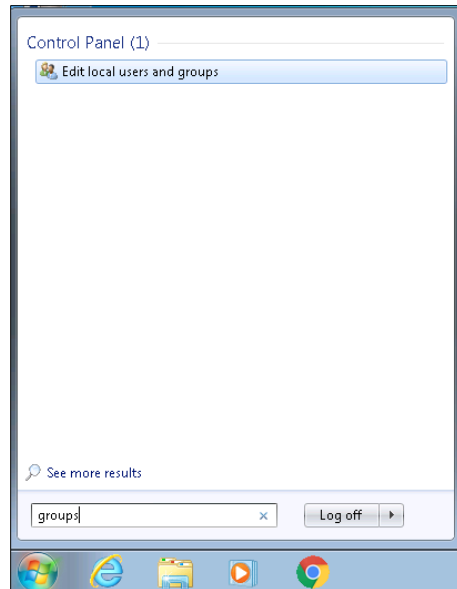 Control Panel (1)
Edit local users and groups
See more results
groups
Log off